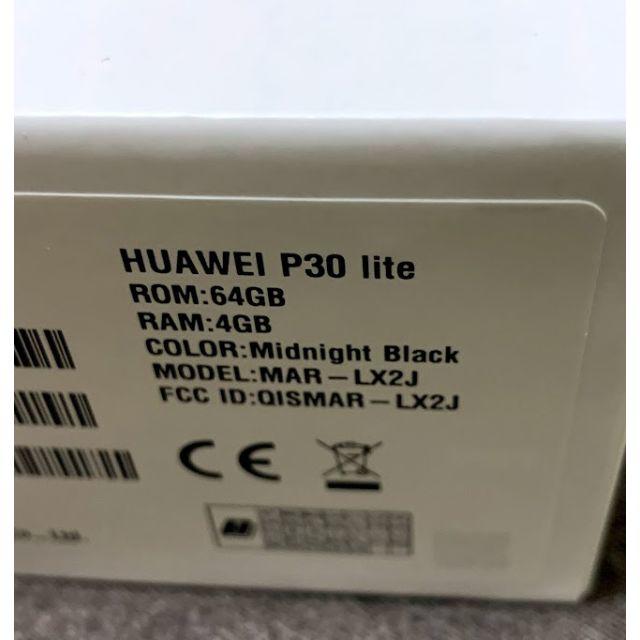 HUAWEI P30 lite
ROM:64GB
RAM:4GB
COLOR:Midnight Black
MODEL:MAR-LX2J
FCC ID:QISMAR-LX2J
CE